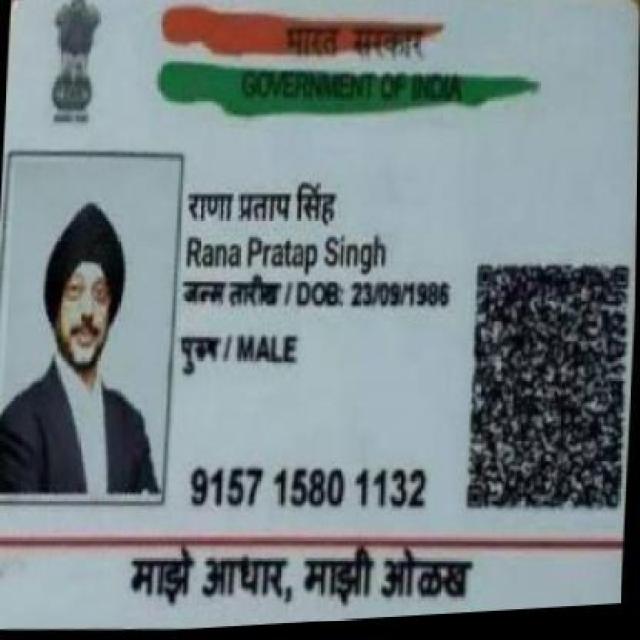 भारत सरकार
GOVERNMENT OF INDIA
राणा प्रताप सिंह
Rana Pratap Singh
जन्म तारीख / DOB: 23/09/1986
पुरुष / MALE
9157 1580 1132
माझे आधार, माझी ओळख